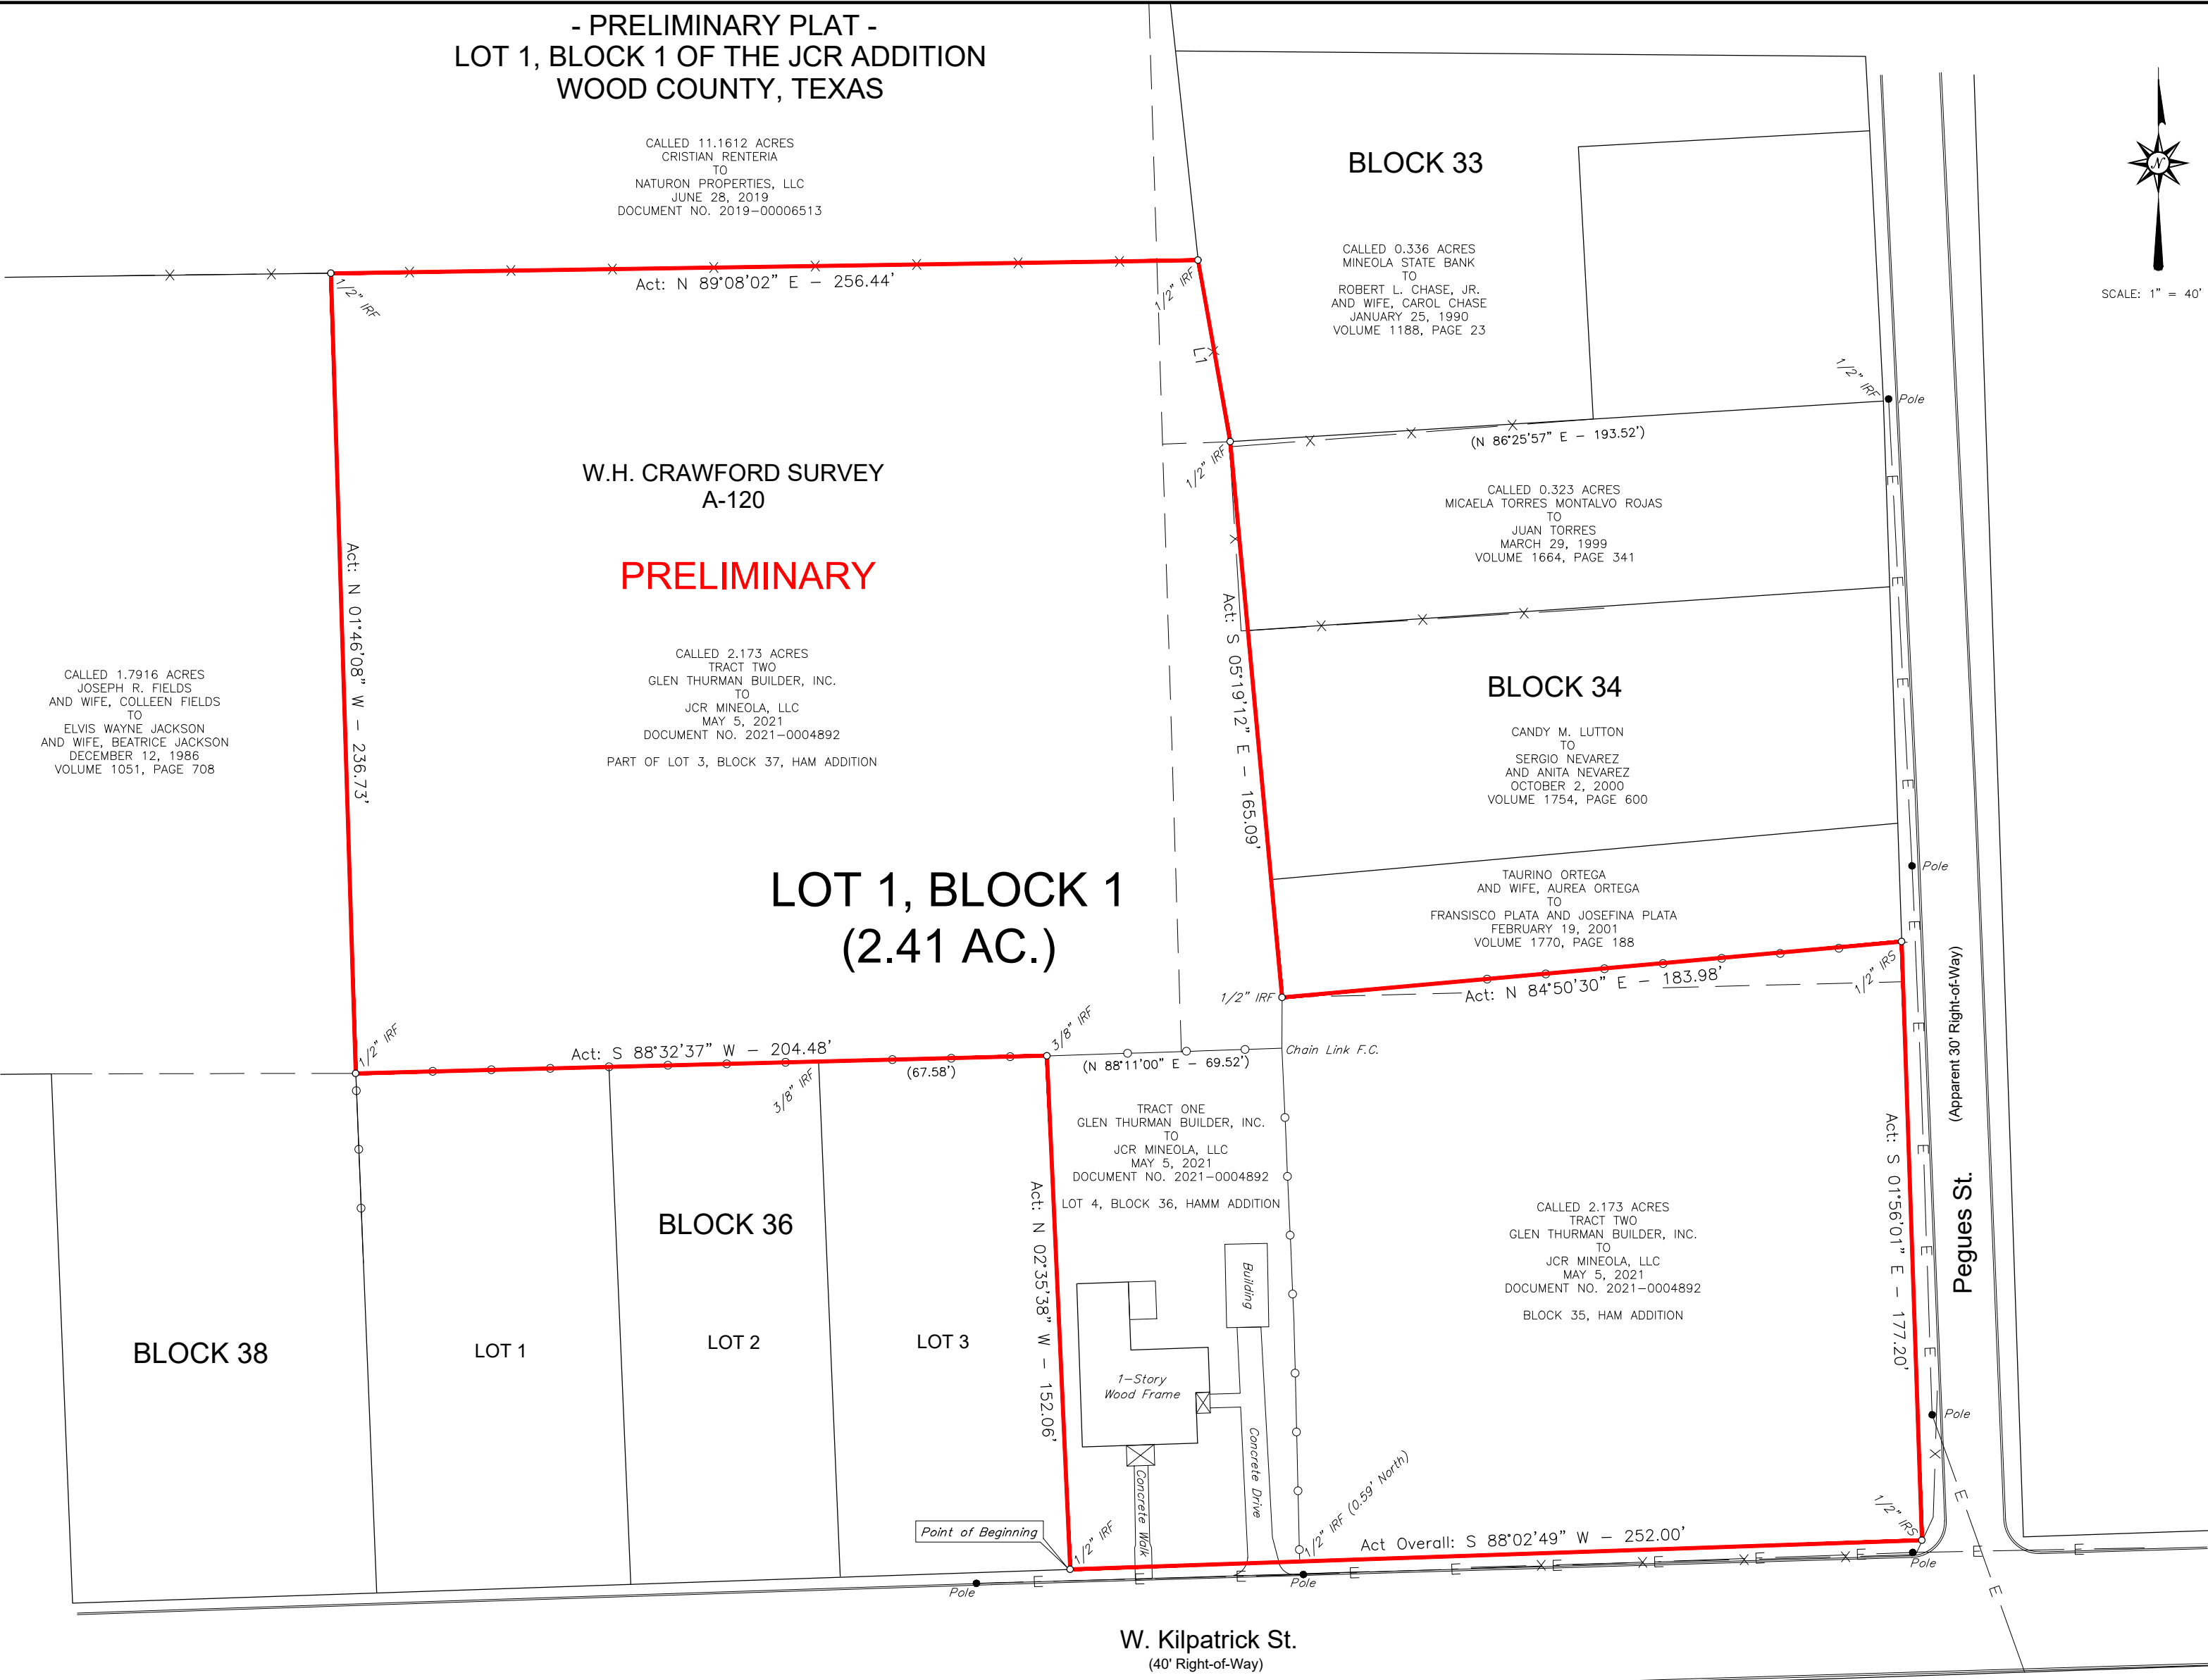 - PRELIMINARY PLAT -
LOT 1, BLOCK 1 OF THE JCR ADDITION
WOOD COUNTY, TEXAS
CALLED 11.1612 ACRES
CRISTIAN RENTERIA
TO
NATURON PROPERTIES, LLC
JUNE 28, 2019
DOCUMENT NO. 2019-00006513
BLOCK 33
CALLED 0.336 ACRES
MINEOLA STATE BANK
TO
ROBERT L. CHASE, JR.
AND WIFE, CAROL CHASE
JANUARY 25, 1990
VOLUME 1188, PAGE 23
N
SCALE: 1" = 40'
Act: N 89°08'02" E - 256.44'
1/2" IRF
1/2" IRF
L1
1/2" IRF
Pole
(N 86°25'57" E - 193.52')
1/2" IRF
W.H. CRAWFORD SURVEY
A-120
PRELIMINARY
CALLED 2.173 ACRES
TRACT TWO
GLEN THURMAN BUILDER, INC.
TO
JCR MINEOLA, LLC
MAY 5, 2021
DOCUMENT NO. 2021-0004892
PART OF LOT 3, BLOCK 37, HAM ADDITION
Act: N 01°46'08" W - 236.73'
CALLED 1.7916 ACRES
JOSEPH R. FIELDS
AND WIFE, COLLEEN FIELDS
TO
ELVIS WAYNE JACKSON
AND WIFE, BEATRICE JACKSON
DECEMBER 12, 1986
VOLUME 1051, PAGE 708
CALLED 0.323 ACRES
MICAELA TORRES MONTALVO ROJAS
TO
JUAN TORRES
MARCH 29, 1999
VOLUME 1664, PAGE 341
Act: S 05°19'12" E - 165.09'
BLOCK 34
CANDY M. LUTTON
TO
SERGIO NEVAREZ
AND ANITA NEVAREZ
OCTOBER 2, 2000
VOLUME 1754, PAGE 600
Pole
TAURINO ORTEGA
AND WIFE, AUREA ORTEGA
TO
FRANSISCO PLATA AND JOSEFINA PLATA
FEBRUARY 19, 2001
VOLUME 1770, PAGE 188
LOT 1, BLOCK 1
(2.41 AC.)
1/2" IRF
Act: N 84°50'30" E - 183.98'
1/2" IRS
(Apparent 30' Right-of-Way)
Pegues St.
1/2" IRF
Act: S 88°32'37" W - 204.48'
3/8" IRF
3/8" IRF
(67.58')
(N 88°11'00" E - 69.52')
Chain Link F.C.
TRACT ONE
GLEN THURMAN BUILDER, INC.
TO
JCR MINEOLA, LLC
MAY 5, 2021
DOCUMENT NO. 2021-0004892
LOT 4, BLOCK 36, HAMM ADDITION
Act: N 02°35'38" W - 152.06'
Act: S 01°56'01" E - 177.20'
CALLED 2.173 ACRES
TRACT TWO
GLEN THURMAN BUILDER, INC.
TO
JCR MINEOLA, LLC
MAY 5, 2021
DOCUMENT NO. 2021-0004892
BLOCK 35, HAM ADDITION
BLOCK 36
BLOCK 38
LOT 1
LOT 2
LOT 3
Building
1-Story
Wood Frame
Concrete Walk
Concrete Drive
Pole
1/2" IRF (0.59' North)
1/2" IRS
Point of Beginning
1/2" IRF
Act Overall: S 88°02'49" W - 252.00'
Pole
Pole
Pole
W. Kilpatrick St.
(40' Right-of-Way)